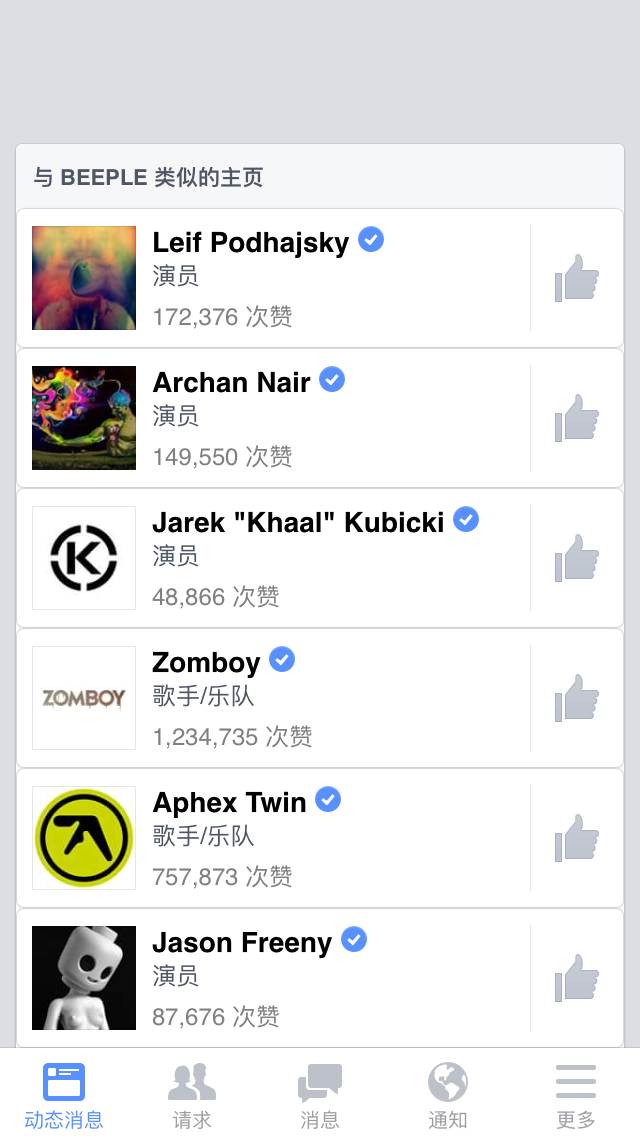 与 BEEPLE 类似的主页
Leif Podhajsky
演员
172,376 次赞
Archan Nair
演员
149,550 次赞
K
Jarek "Khaal" Kubicki
演员
48,866 次赞
ZOMBOY
Zomboy
歌手/乐队
1,234,735 次赞
Aphex Twin
歌手/乐队
757,873 次赞
Jason Freeny
演员
87,676 次赞
动态消息 请求 消息 通知 更多